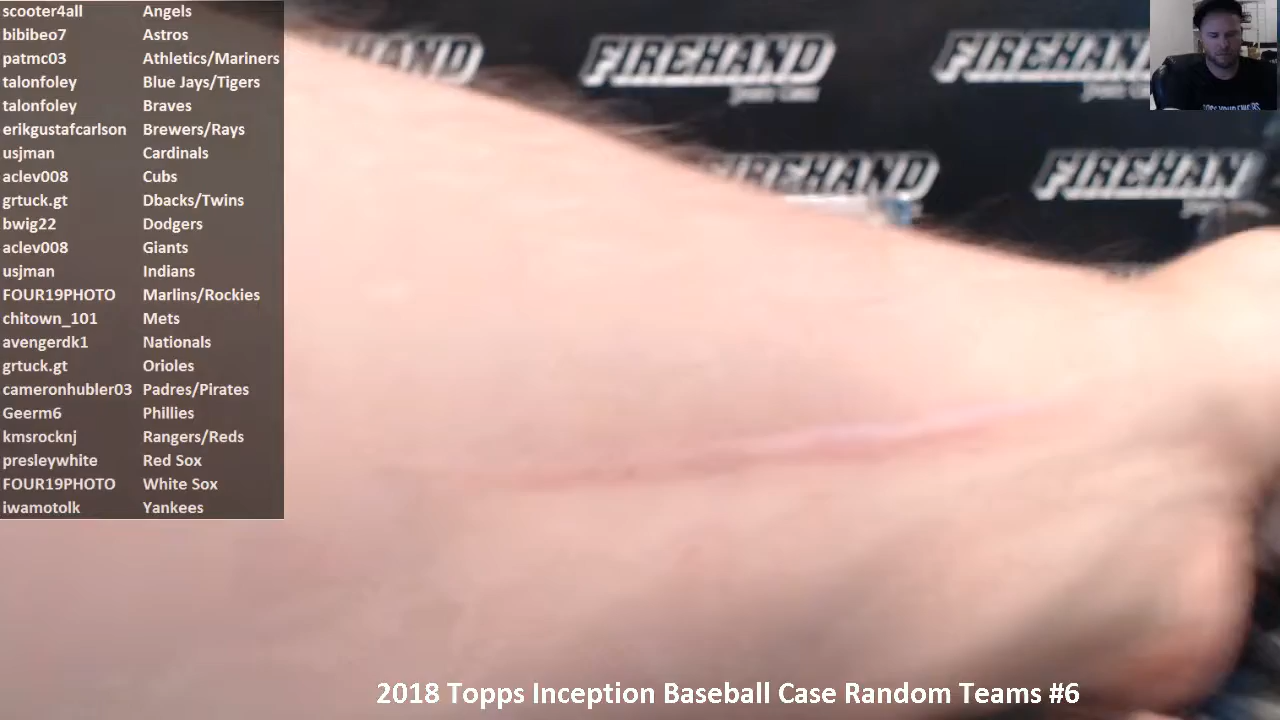 scooter4all Angels
bibibeo7 Astros
patmc03 Athletics/Mariners
talonfoley Blue Jays/Tigers
talonfoley Braves
erikgustafcarlson Brewers/Rays
usjman Cardinals
aclev008 Cubs
grtuck.gt Dbacks/Twins
bwig22 Dodgers
aclev008 Giants
usjman Indians
FOUR19PHOTO Marlins/Rockies
chitown_101 Mets
avengerdk1 Nationals
grtuck.gt Orioles
cameronhubler03 Padres/Pirates
Geerm6 Phillies
kmsrocknj Rangers/Reds
presleywhite Red Sox
FOUR19PHOTO White Sox
iwamotolk Yankees
FIREHAND
FIREHAND
2018 Topps Inception Baseball Case Random Teams #6